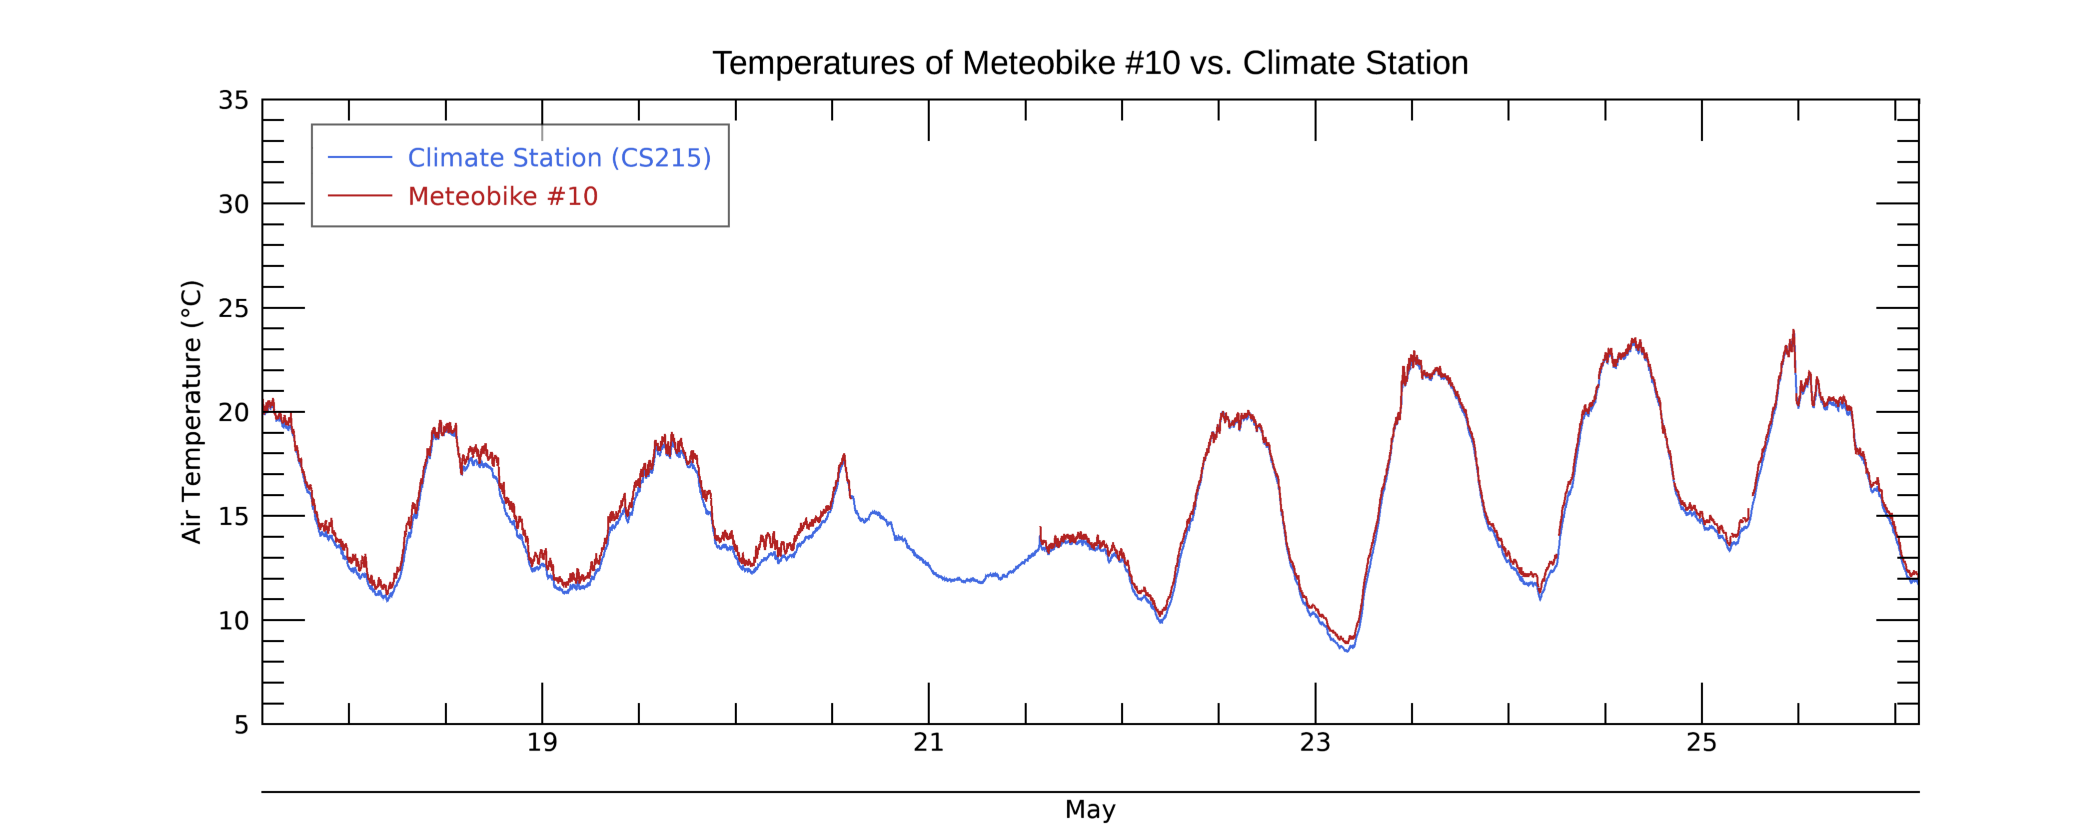 Temperatures of Meteobike #10 vs. Climate Station
35
30
25
20
15
10
5
Air Temperature (°C)
Climate Station (CS215)
Meteobike #10
19 21 23 25
May